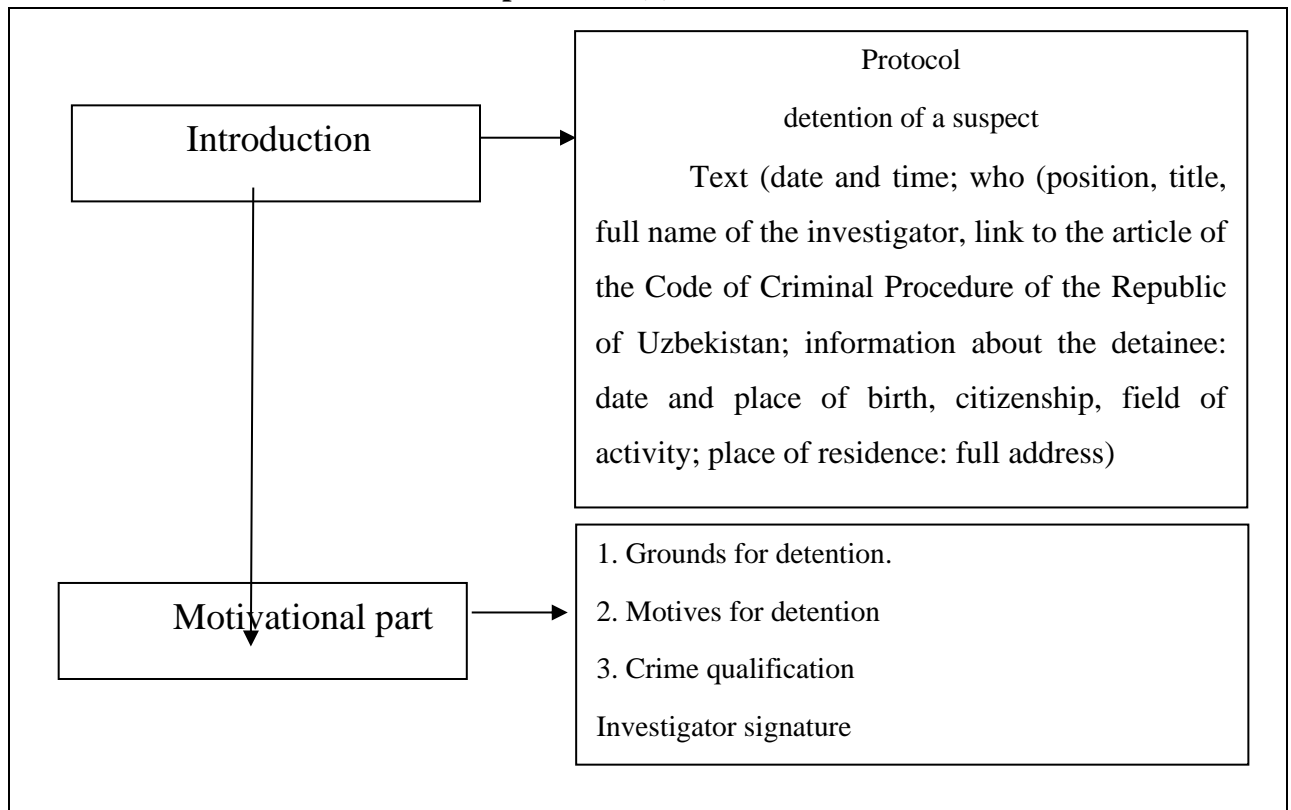 Introduction
Protocol
detention of a suspect
Text (date and time; who (position, title,
full name of the investigator, link to the article of
the Code of Criminal Procedure of the Republic
of Uzbekistan; information about the detainee:
date and place of birth, citizenship, field of
activity; place of residence: full address)
Motivational part
1. Grounds for detention.
2. Motives for detention
3. Crime qualification
Investigator signature